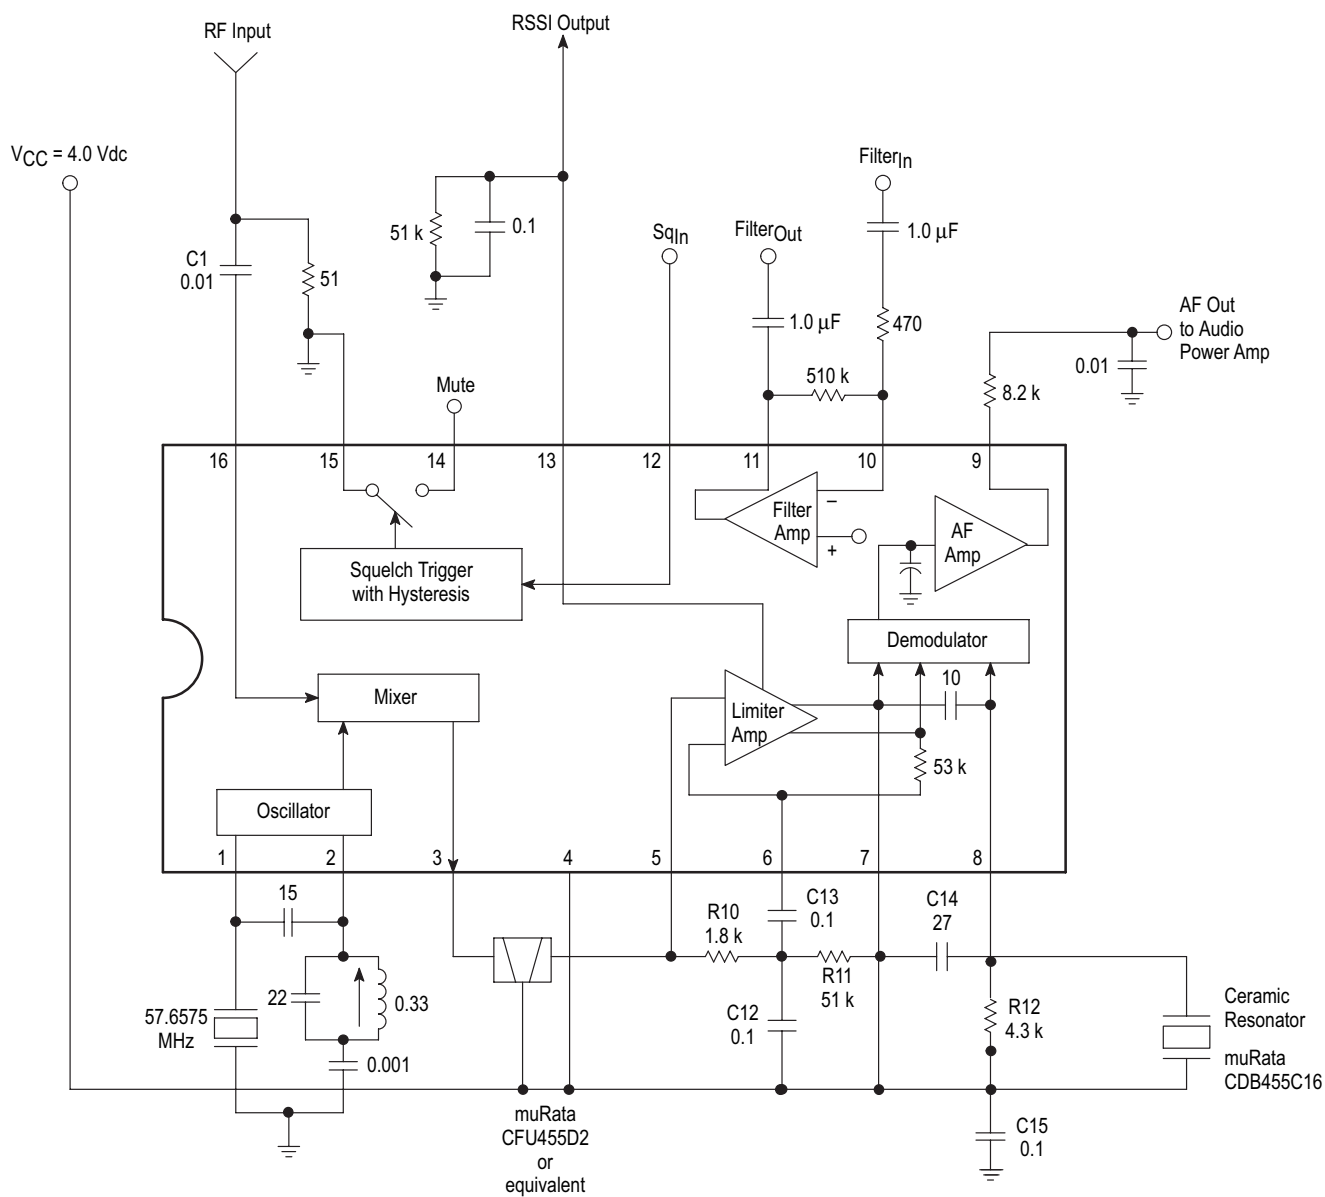 RF Input
RSSI Output
VCC = 4.0 Vdc
FilterIn
51 k
0.1
SqIn
FilterOut
1.0 µF
C1
0.01
51
1.0 µF
470
AF Out
to Audio
Power Amp
0.01
Mute
510 k
8.2 k
16
15
14
13
12
11
10
9
Filter
Amp
–
+
AF
Amp
Squelch Trigger
with Hysteresis
Demodulator
Mixer
Limiter
Amp
10
53 k
Oscillator
1
2
3
4
5
6
7
8
15
R10
1.8 k
C13
0.1
C14
27
22
0.33
R11
51 k
57.6575
MHz
C12
0.1
R12
4.3 k
Ceramic
Resonator
muRata
CDB455C16
0.001
muRata
CFU455D2
or
equivalent
C15
0.1